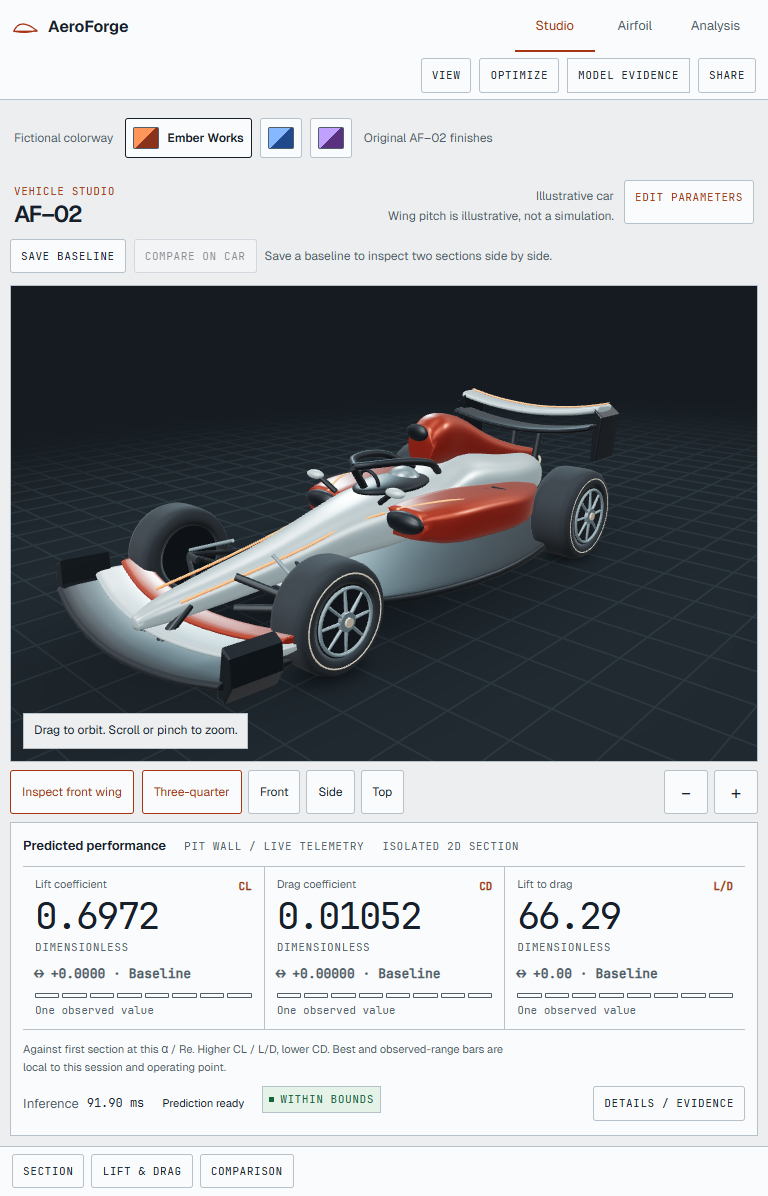 AeroForge
Studio
Airfoil
Analysis
VIEW
OPTIMIZE
MODEL EVIDENCE
SHARE
Fictional colorway
Ember Works
Original AF–02 finishes
VEHICLE STUDIO
AF–02
Illustrative car
Wing pitch is illustrative, not a simulation.
EDIT PARAMETERS
SAVE BASELINE
COMPARE ON CAR
Save a baseline to inspect two sections side by side.
Drag to orbit. Scroll or pinch to zoom.
Inspect front wing
Three-quarter
Front
Side
Top
−
+
Predicted performance
PIT WALL / LIVE TELEMETRY
ISOLATED 2D SECTION
Lift coefficient
CL
0.6972
DIMENSIONLESS
↔ +0.0000 · Baseline
One observed value
Drag coefficient
CD
0.01052
DIMENSIONLESS
↔ +0.00000 · Baseline
One observed value
Lift to drag
L/D
66.29
DIMENSIONLESS
↔ +0.00 · Baseline
One observed value
Against first section at this α / Re. Higher CL / L/D, lower CD. Best and observed-range bars are
local to this session and operating point.
Inference 91.90 ms
Prediction ready
WITHIN BOUNDS
DETAILS / EVIDENCE
SECTION
LIFT & DRAG
COMPARISON